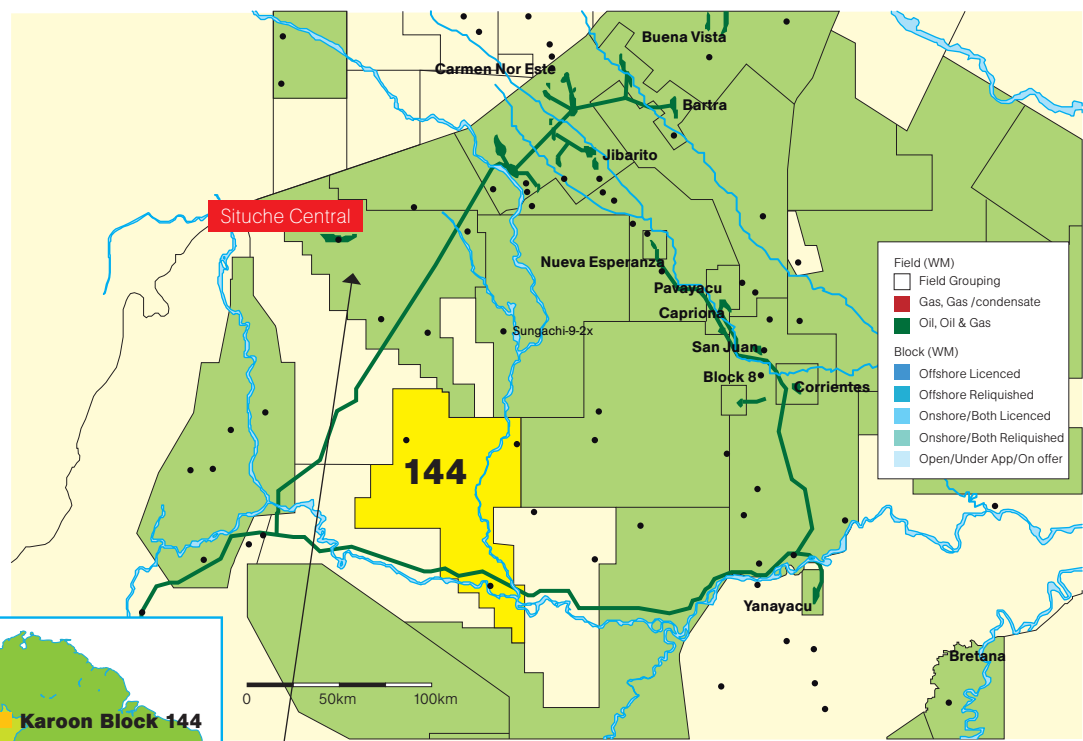 Buena Vista
Carmen Nor Este
Bartra
Jibarito
Situche Central
Nueva Esperanza
Pavayacu
Capriona
Sungachi-9-2x
San Juan
Block 8
Corrientes
144
Yanayacu
Bretana
Field (WM)
Field Grouping
Gas, Gas /condensate
Oil, Oil & Gas
Block (WM)
Offshore Licenced
Offshore Reliquished
Onshore/Both Licenced
Onshore/Both Reliquished
Open/Under App/On offer
0 50km 100km
Karoon Block 144